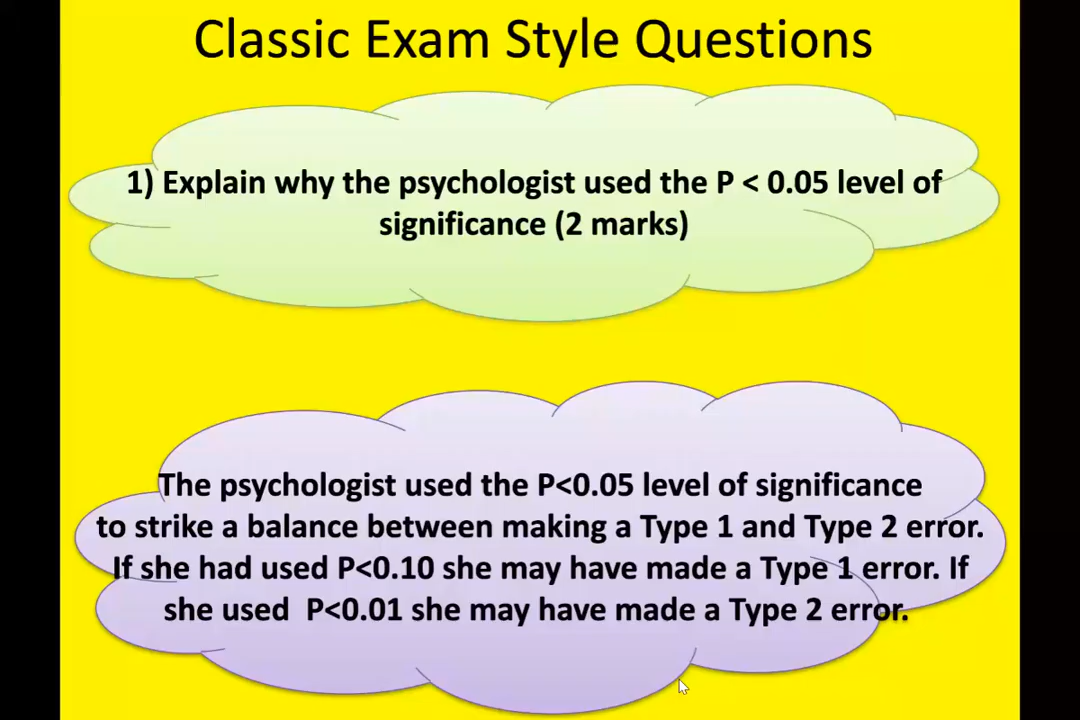 Classic Exam Style Questions
1) Explain why the psychologist used the P < 0.05 level of
significance (2 marks)
The psychologist used the P<0.05 level of significance
to strike a balance between making a Type 1 and Type 2 error.
If she had used P<0.10 she may have made a Type 1 error. If
she used  P<0.01 she may have made a Type 2 error.